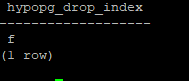 hypopg_drop_index
-------------------
f
(1 row)